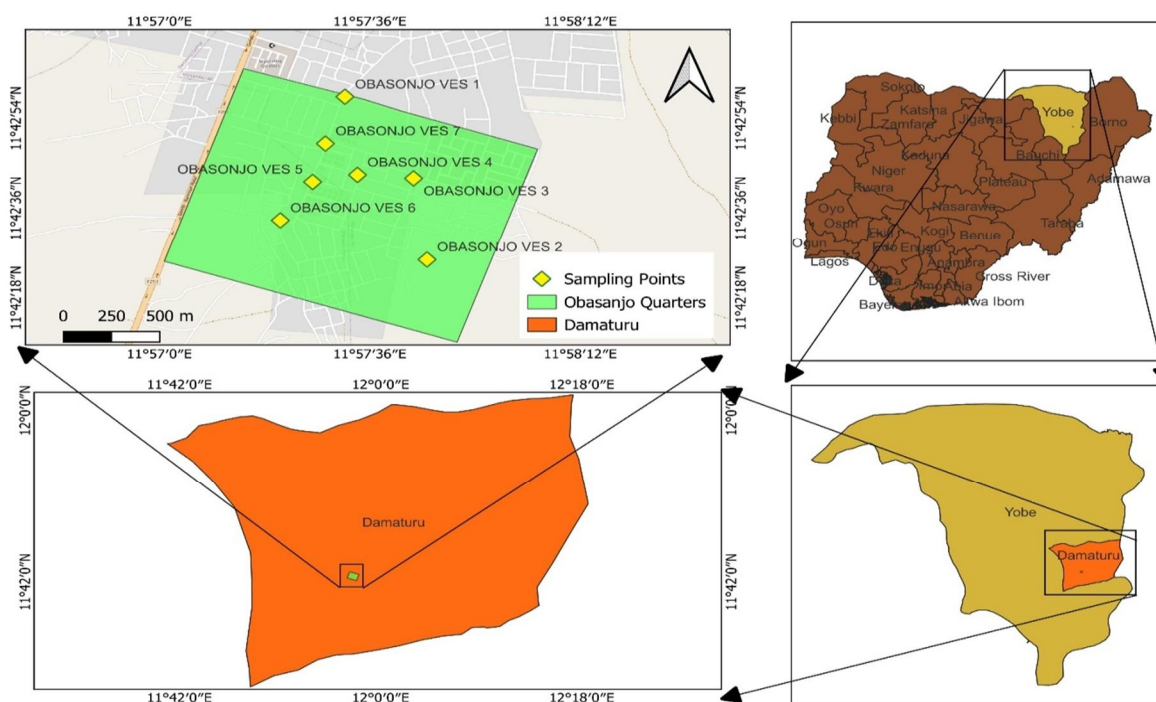 11°57′0″E 11°57′36″E 11°58′12″E
11°42′54″N
11°42′36″N
11°42′18″N
OBASONJO VES 1
OBASONJO VES 7
OBASONJO VES 5
OBASONJO VES 4
OBASONJO VES 3
OBASONJO VES 6
OBASONJO VES 2
Sampling Points
Obasanjo Quarters
Damaturu
0 250 500 m
11°42′54″N
11°42′36″N
11°42′18″N
11°57′0″E 11°57′36″E 11°58′12″E
Sokoto
Kebbi
Katsina
Zamfara
Jigawa
Yobe
Borno
Kaduna
Bauchi
Niger
Adamawa
Kwara
Plateau
Oyo
Nasarawa
Osun
Taraba
Ekiti
Kogi
Benue
Ogun
Edo
Enugu
Lagos
Anambra
Cross River
Delta
Imo
Abia
Akwa Ibom
11°42′0″E 12°0′0″E 12°18′0″E
12°0′0″N
11°42′0″N
Damaturu
12°0′0″N
11°42′0″N
11°42′0″E 12°0′0″E 12°18′0″E
Yobe
Damaturu